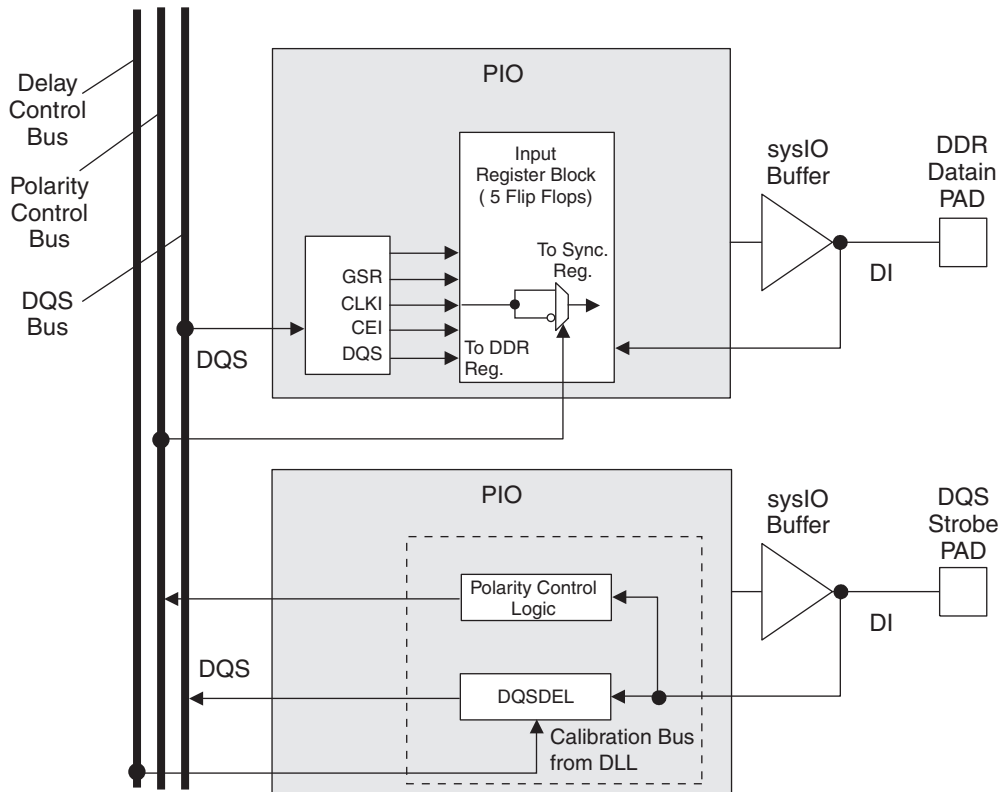 Delay
Control
Bus
Polarity
Control
Bus
DQS
Bus
PIO
Input
Register Block
( 5 Flip Flops)
To Sync.
Reg.
GSR
CLKI
CEI
DQS
To DDR
Reg.
DQS
sysIO
Buffer
DI
DDR
Datain
PAD
PIO
Polarity Control
Logic
DQSDEL
Calibration Bus
from DLL
DQS
sysIO
Buffer
DI
DQS
Strobe
PAD